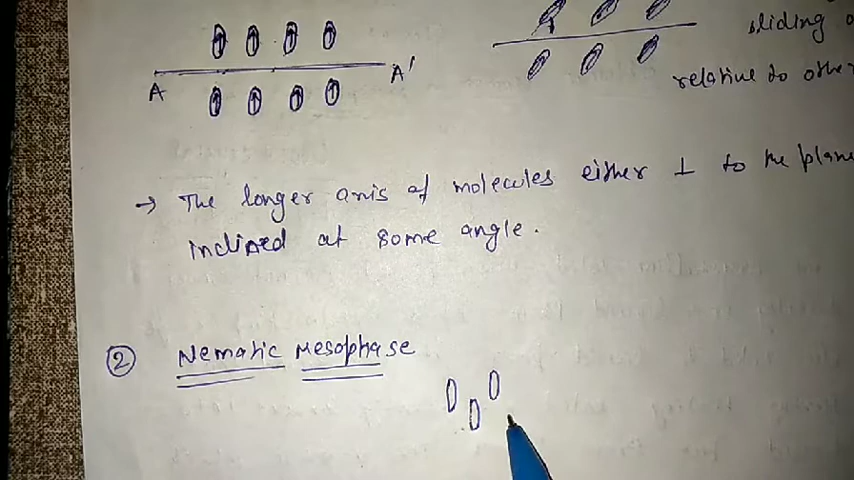 sliding
A A'
relative to other
→ The longer axis of molecules either ⊥ to the plane
inclined at some angle.
② Nematic Mesophase